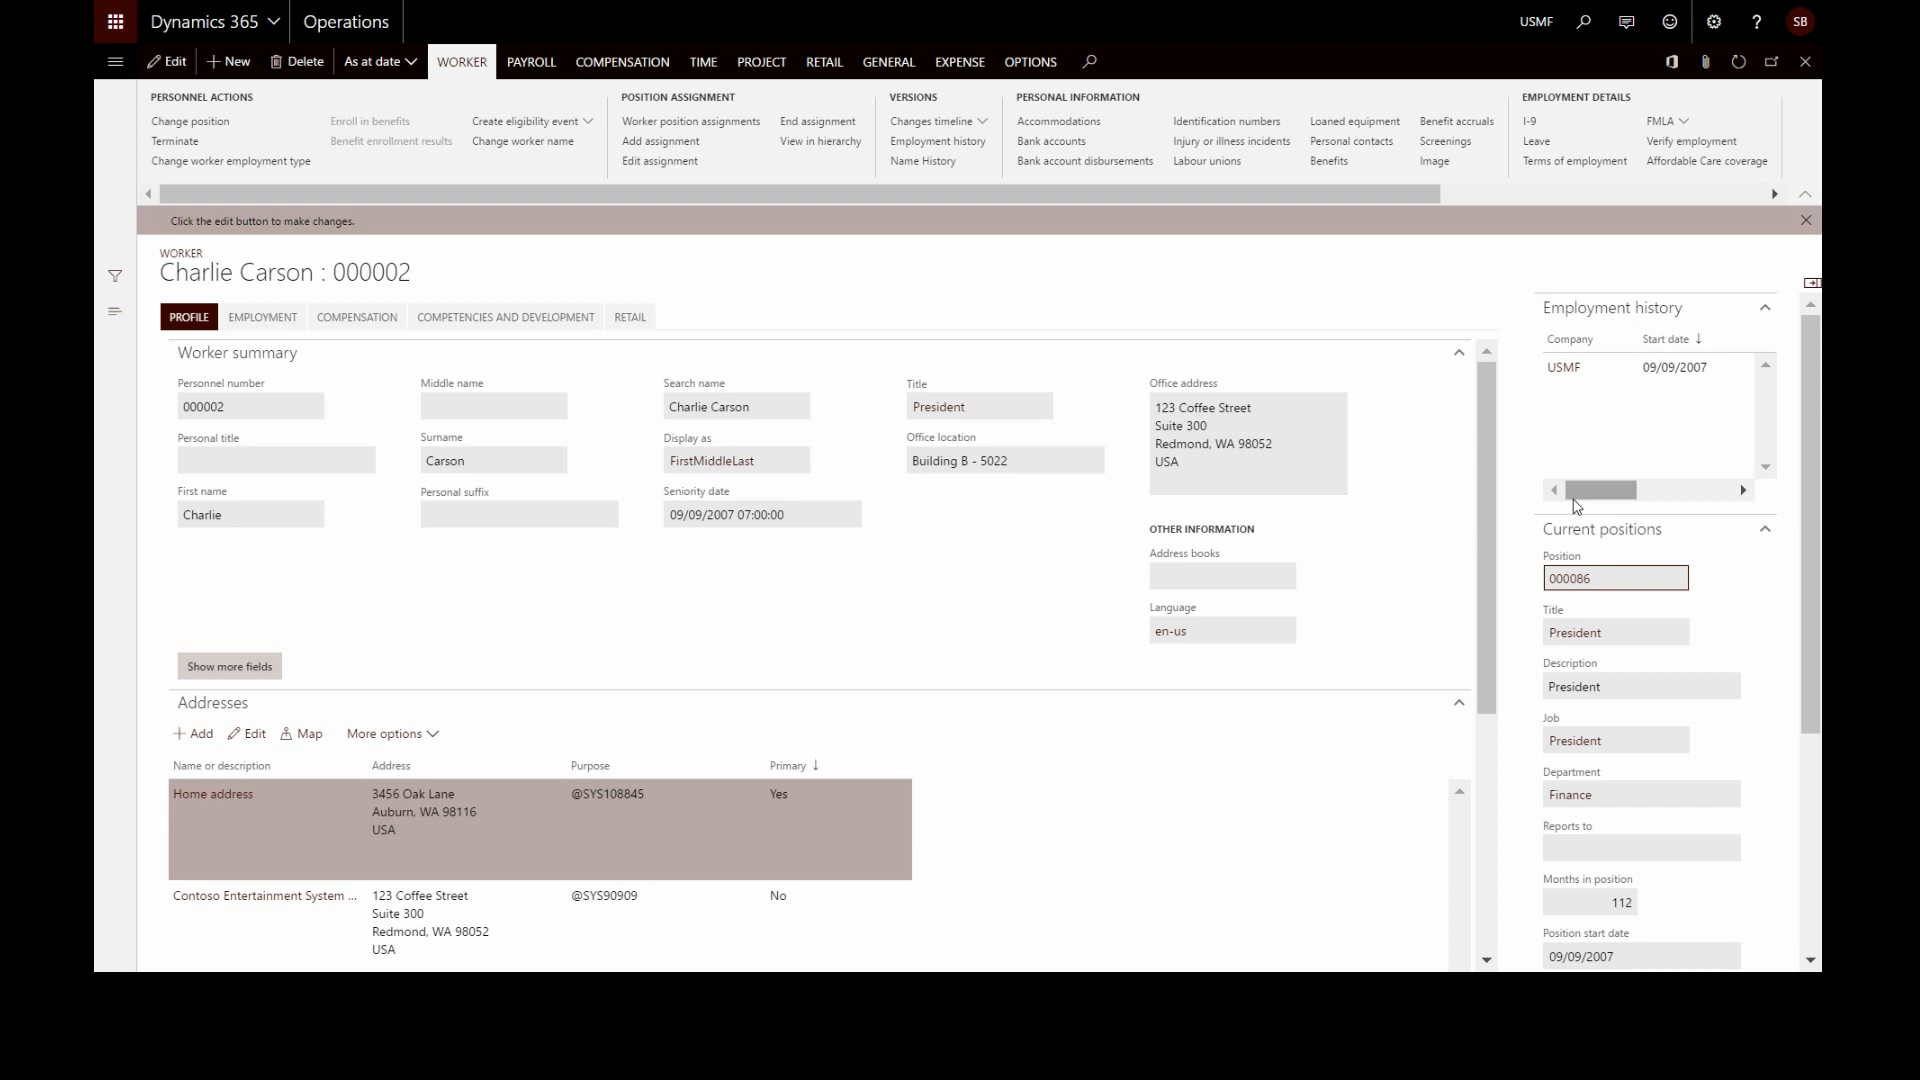 Dynamics 365 Operations USMF ? SB
Edit New Delete As at date WORKER PAYROLL COMPENSATION TIME PROJECT RETAIL GENERAL EXPENSE OPTIONS
PERSONNEL ACTIONS
Change position
Terminate
Change worker employment type
Enroll in benefits
Benefit enrollment results
Create eligibility event
Change worker name
POSITION ASSIGNMENT
Worker position assignments
Add assignment
Edit assignment
End assignment
View in hierarchy
VERSIONS
Changes timeline
Employment history
Name History
PERSONAL INFORMATION
Accommodations
Bank accounts
Bank account disbursements
Identification numbers
Injury or illness incidents
Labour unions
Loaned equipment
Personal contacts
Benefits
Benefit accruals
Screenings
Image
EMPLOYMENT DETAILS
I-9
Leave
Terms of employment
FMLA
Verify employment
Affordable Care coverage
Click the edit button to make changes.
WORKER
Charlie Carson : 000002
PROFILE EMPLOYMENT COMPENSATION COMPETENCIES AND DEVELOPMENT RETAIL
Worker summary
Personnel number
000002
Personal title
First name
Charlie
Middle name
Surname
Carson
Personal suffix
Search name
Charlie Carson
Display as
FirstMiddleLast
Seniority date
09/09/2007 07:00:00
Title
President
Office location
Building B - 5022
Office address
123 Coffee Street
Suite 300
Redmond, WA 98052
USA
OTHER INFORMATION
Address books
Language
en-us
Show more fields
Addresses
Add Edit Map More options
Name or description Address Purpose Primary
Home address 3456 Oak Lane @SYS108845 Yes
Auburn, WA 98116
USA
Contoso Entertainment System ... 123 Coffee Street @SYS90909 No
Suite 300
Redmond, WA 98052
USA
Employment history
Company Start date
USMF 09/09/2007
Current positions
Position
000086
Title
President
Description
President
Job
President
Department
Finance
Reports to
Months in position
112
Position start date
09/09/2007